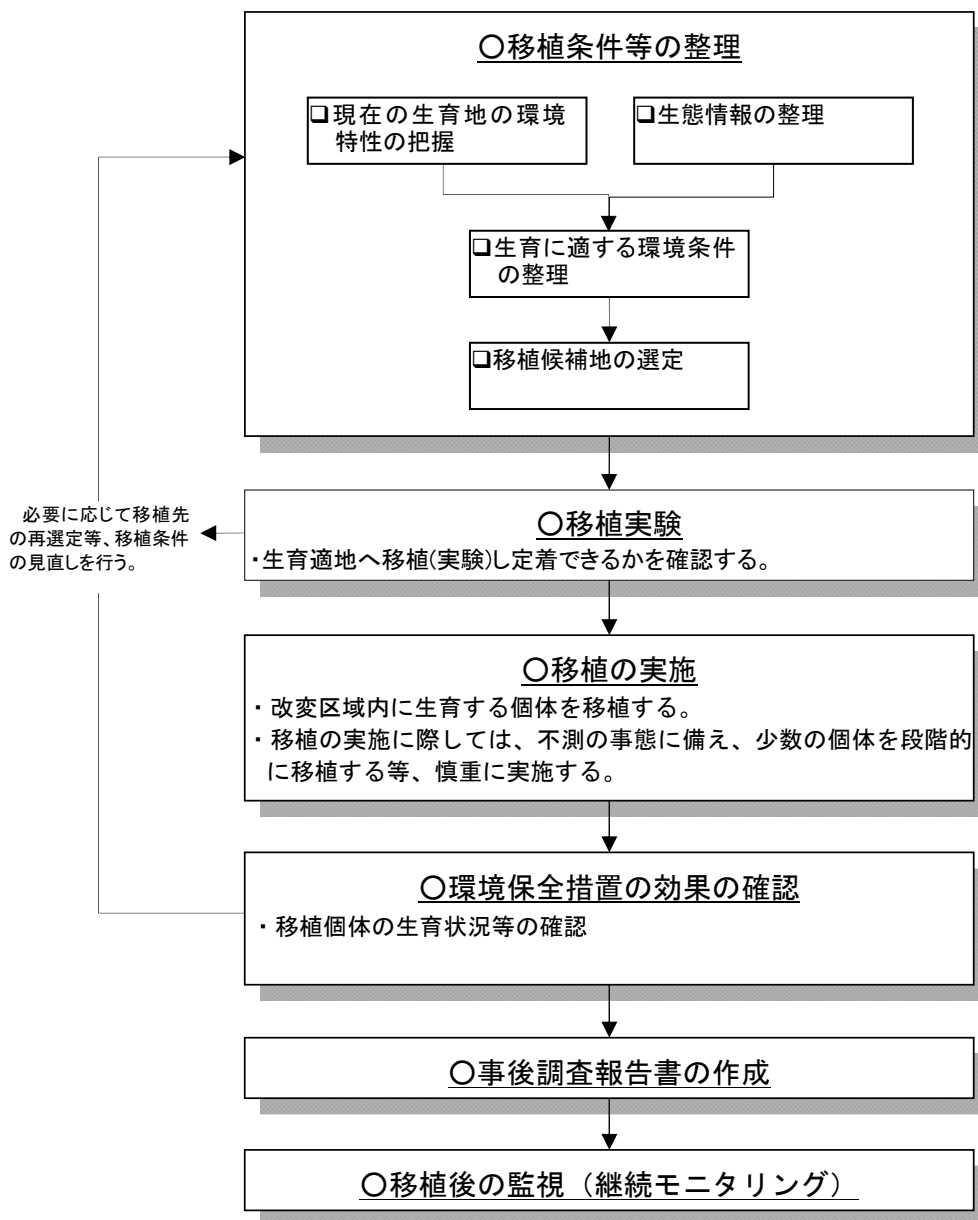 〇移植条件等の整理
❑現在の生育地の環境
特性の把握
❑生態情報の整理
❑生育に適する環境条件
の整理
❑移植候補地の選定
必要に応じて移植先
の再選定等、移植条件
の見直しを行う。
〇移植実験
・生育適地へ移植(実験)し定着できるかを確認する。
〇移植の実施
・改変区域内に生育する個体を移植する。
・移植の実施に際しては、不測の事態に備え、少数の個体を段階的
に移植する等、慎重に実施する。
〇環境保全措置の効果の確認
・移植個体の生育状況等の確認
〇事後調査報告書の作成
〇移植後の監視（継続モニタリング）